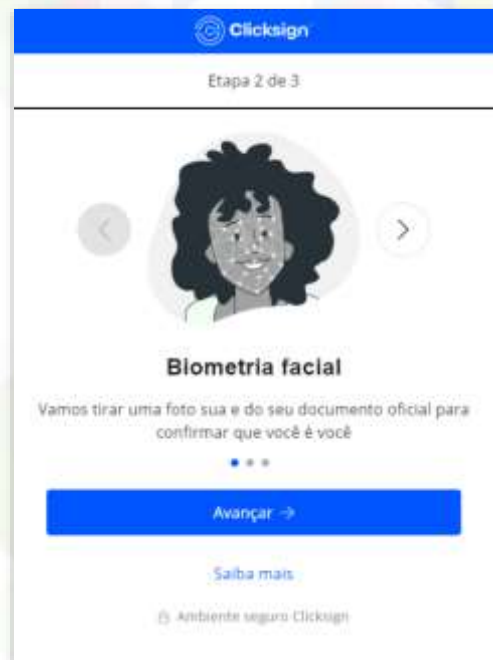 Clicksign
Etapa 2 de 3
Biometria facial
Vamos tirar uma foto sua e do seu documento oficial para
confirmar que você é você
Avançar →
Saiba mais
Ambiente seguro Clicksign